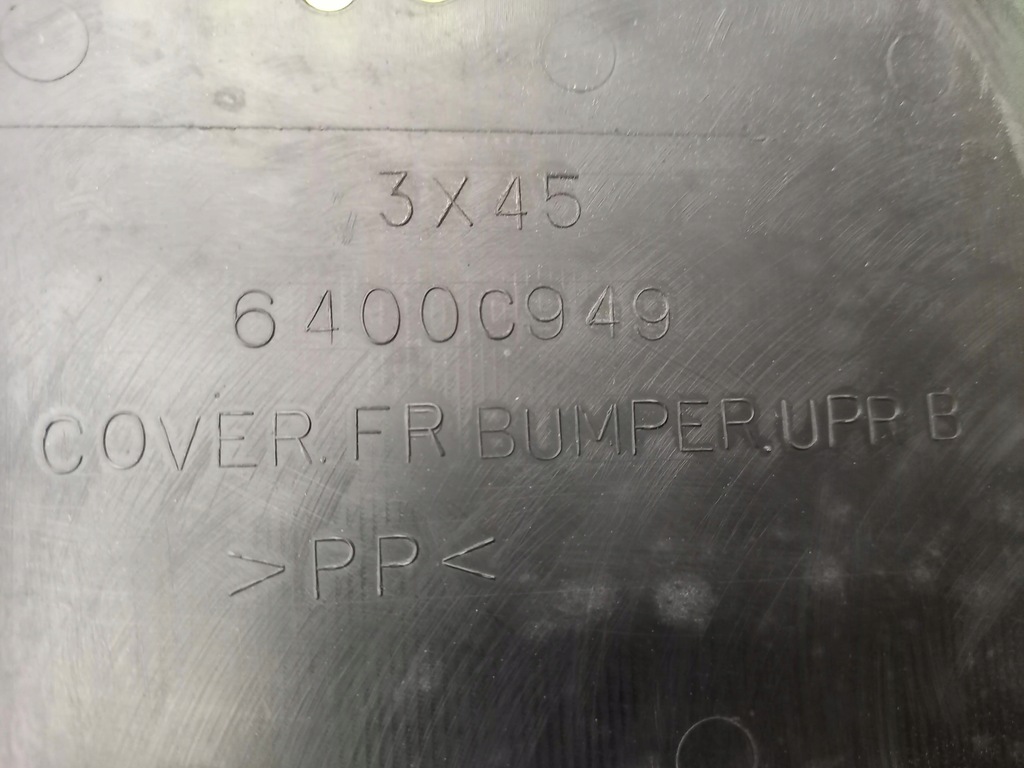 3X45
6400C949
COVER.FR BUMPER.UPR B
>PP<